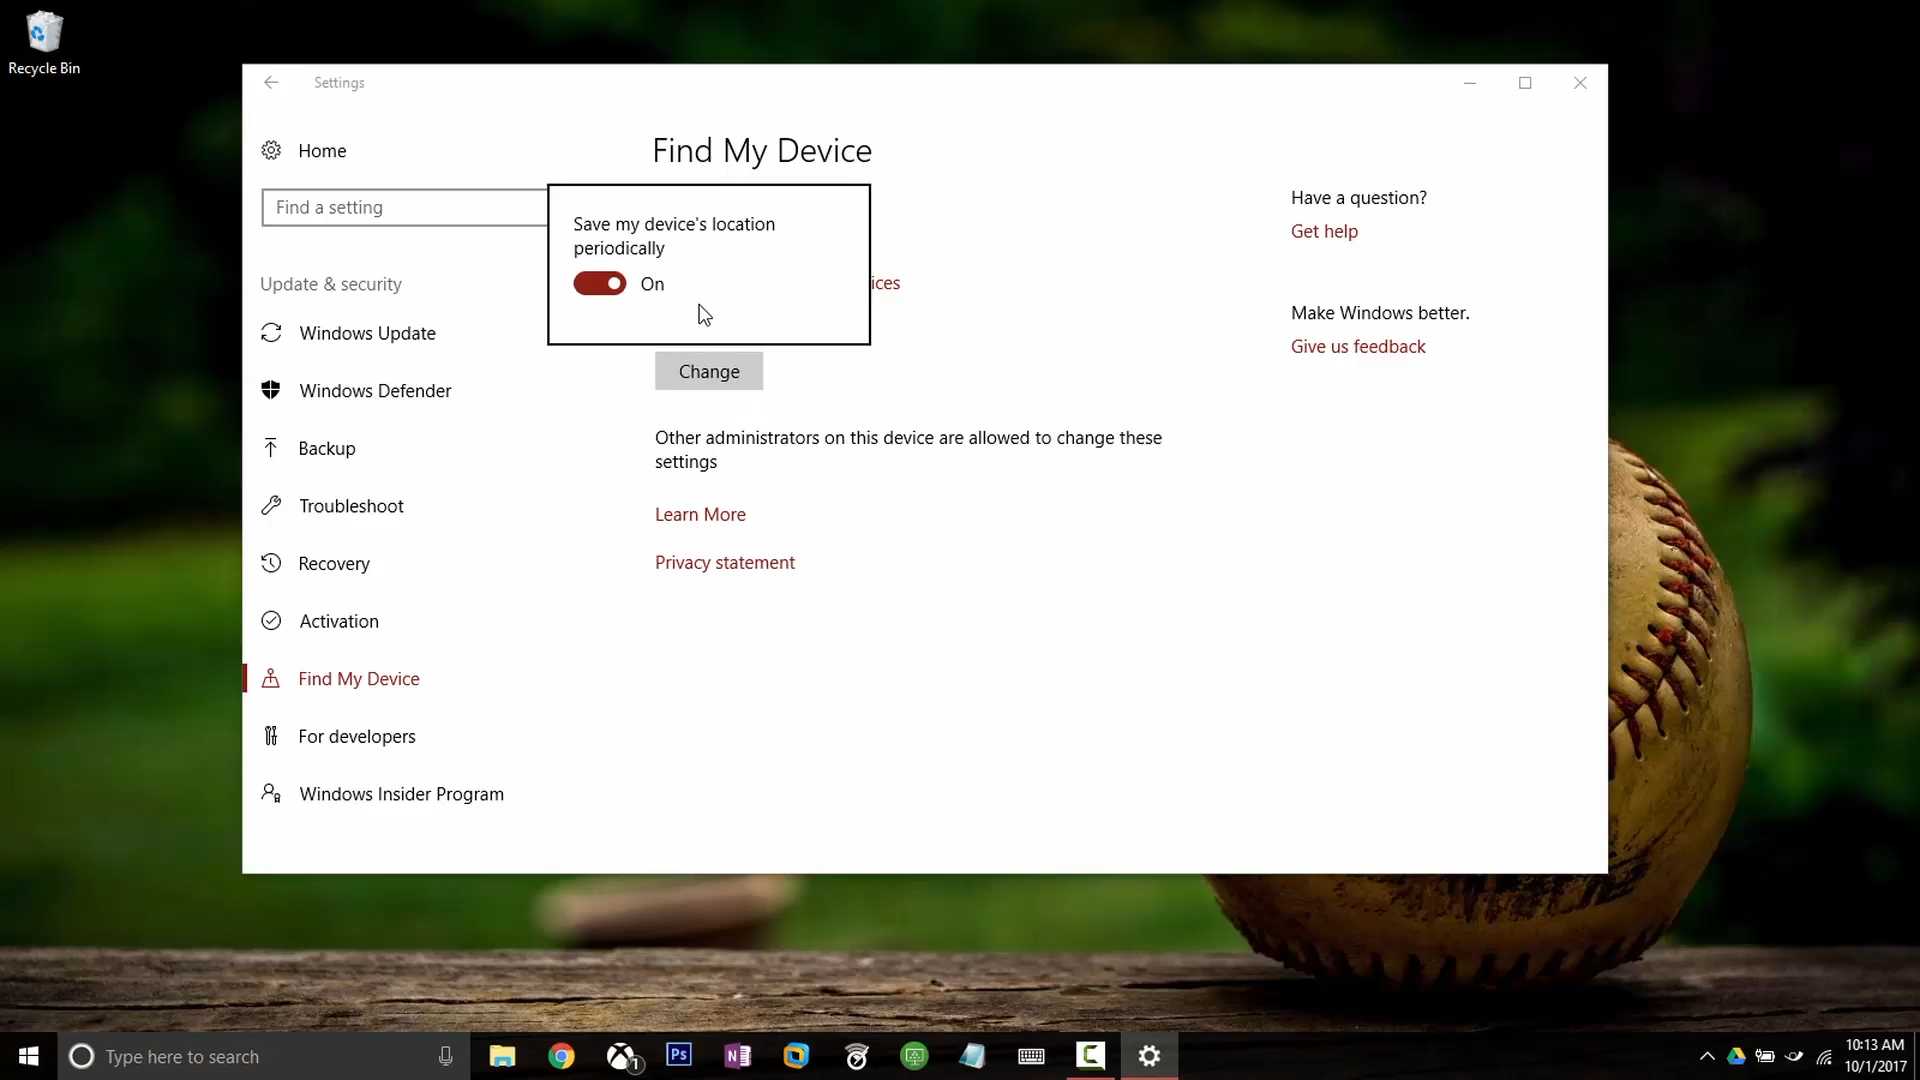 Recycle Bin
Settings
Home
Find a setting
Update & security
Windows Update
Windows Defender
Backup
Troubleshoot
Recovery
Activation
Find My Device
For developers
Windows Insider Program
Find My Device
Save my device's location
periodically
On
ices
Change
Other administrators on this device are allowed to change these
settings
Learn More
Privacy statement
Have a question?
Get help
Make Windows better.
Give us feedback
Type here to search
1
Ps
N
C
10:13 AM
10/1/2017